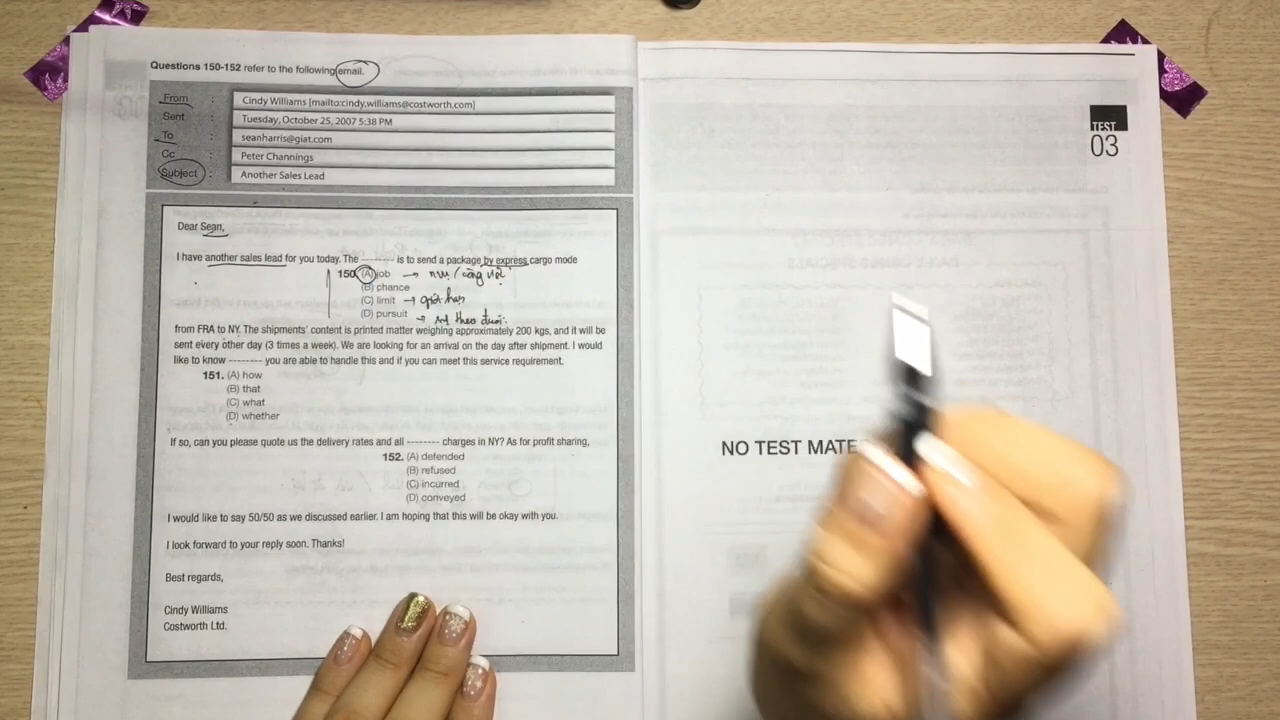 Questions 150-152 refer to the following email.
From : Cindy Williams [mailto:cindy.williams@costworth.com]
Sent : Tuesday, October 25, 2007 5:38 PM
To : seanharris@giat.com
Cc : Peter Channings
Subject : Another Sales Lead
Dear Sean,
I have another sales lead for you today. The -------- is to send a package by express cargo mode
150. (A) job → nvụ / công việc
(B) chance
(C) limit → giới hạn
(D) pursuit → sự theo đuổi
from FRA to NY. The shipments' content is printed matter weighing approximately 200 kgs, and it will
be sent every other day (3 times a week). We are looking for an arrival on the day after shipment. I would
like to know -------- you are able to handle this and if you can meet this service requirement.
151. (A) how
(B) that
(C) what
(D) whether
If so, can you please quote us the delivery rates and all -------- charges in NY? As for profit sharing,
152. (A) defended
(B) refused
(C) incurred
(D) conveyed
I would like to say 50/50 as we discussed earlier. I am hoping that this will be okay with you.
I look forward to your reply soon. Thanks!
Best regards,
Cindy Williams
Costworth Ltd.
TEST
03
NO TEST MATE